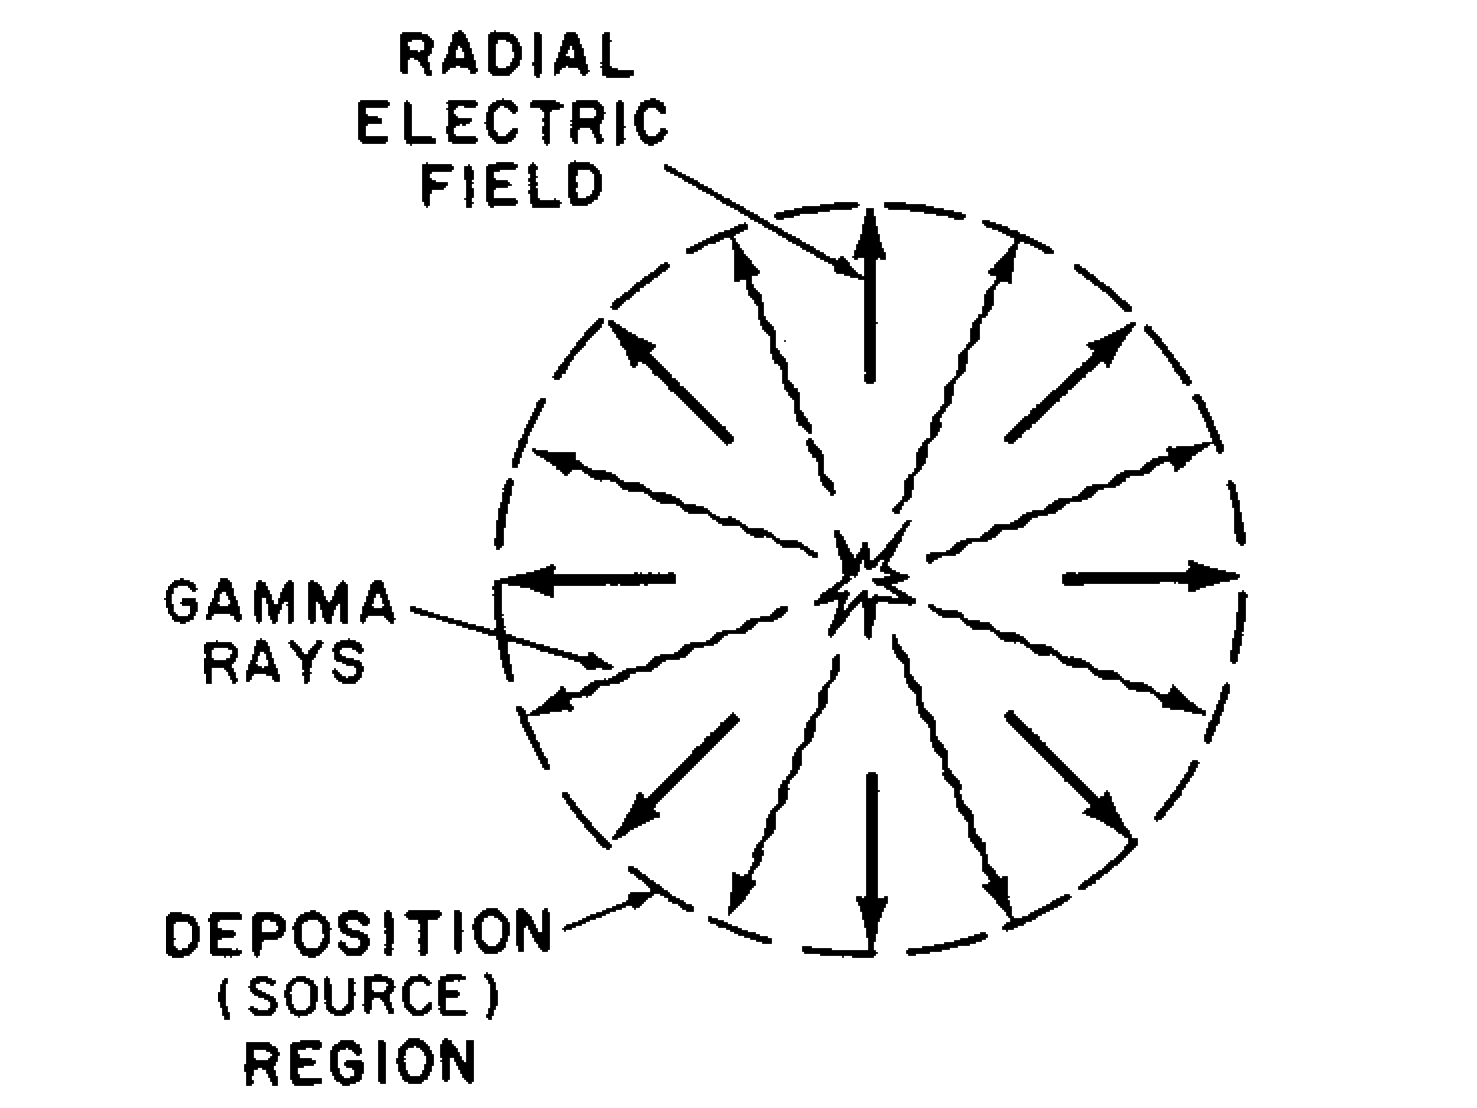 RADIAL
ELECTRIC
FIELD
GAMMA
RAYS
DEPOSITION
(SOURCE)
REGION